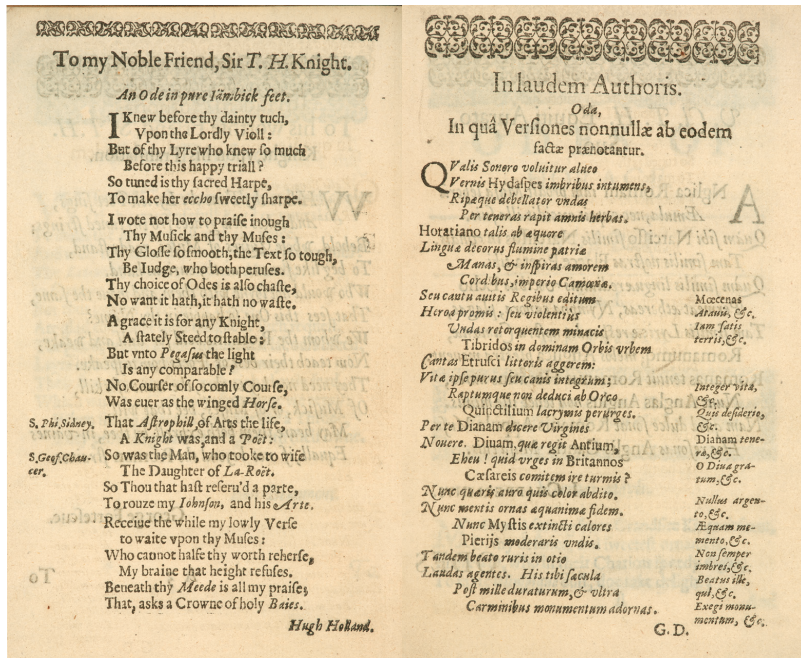 To my Noble Friend, Sir T. H. Knight.
An Ode in pure Iämbick feet.
I Knew before thy dainty tuch,
Vpon the Lordly Violl:
But of thy Lyre who knew so much
Before this happy triall?
So tuned is thy sacred Harpe,
To make her eccho sweetly sharpe.
I wote not how to praise inough
Thy Musick and thy Muses:
Thy Glosse so smooth, the Text so tough,
Be Iudge, who both peruses.
Thy choice of Odes is also chaste,
No want it hath, it hath no waste.
A grace it is for any Knight,
A stately Steed to stable:
But vnto Pegasus the light
Is any comparable?
No Courser of so comly Course,
Was euer as the winged Horse.
S. Phi. Sidney.
That Astrophill, of Arts the life,
A Knight was, and a Poët:
S. Geof. Chau-
cer.
So was the Man, who tooke to wife
The Daughter of La-Roët.
So Thou that hast reseru'd a parte,
To rouze my Iohnson, and his Arte.
Receiue the while my lowly Verse
to waite vpon thy Muses:
Who cannot halfe thy worth reherse,
My braine that height refuses.
Beneath thy Meede is all my praise,
That, asks a Crowne of holy Baies.
Hugh Holland.
In laudem Authoris.
Oda,
In quâ Versiones nonnullæ ab eodem
factæ prænotantur.
QValis Sonoro voluitur alueo
Vernis Hydaspes imbribus intumens,
Ripæque debellator vndas
Per teneras rapit amnis herbas.
Horatiano talis ab æquore
Linguæ decorus flumine patriæ
Manas, & inspiras amorem
Cordibus, imperio Camœnæ.
Seu cantu auitis Regibus editum
Heroa promis: seu violentiùs
Vndas retorquentem minacis
Tibridos in dominam Orbis vrbem
Cantas Etrusci littoris aggerem:
Vitæ ipse purus seu canis integrum;
Raptumque non deduci ab Orco
Quinctilium lacrymis perurges.
Per te Dianam dicere Virgines
Nouere. Diuam, quæ regit Antium,
Eheu! quid vrges in Britannos
Cæsareis comitem ire turmis?
Nunc quæris auro quis color abdito.
Nunc mentis ornas æquanimæ fidem.
Nunc Mystis extincti calores
Pierijs moderaris vndis.
Tandem beato ruris in otio
Laudas agentes. His tibi sæcula
Post mille duraturum, & vltra
Carminibus monumentum adornas.
G. D.
Mœcenas
Atauis, &c.
Iam satis
terris, &c.
Integer vitæ,
&c.
Quis desiderio,
&c.
Dianam tene-
ræ, &c.
O Diua gra-
tum, &c.
Nullus argen-
to, &c.
Æquam me-
mento, &c.
Non semper
imbres, &c.
Beatus ille,
qui, &c.
Exegi monu-
mentum, &c.